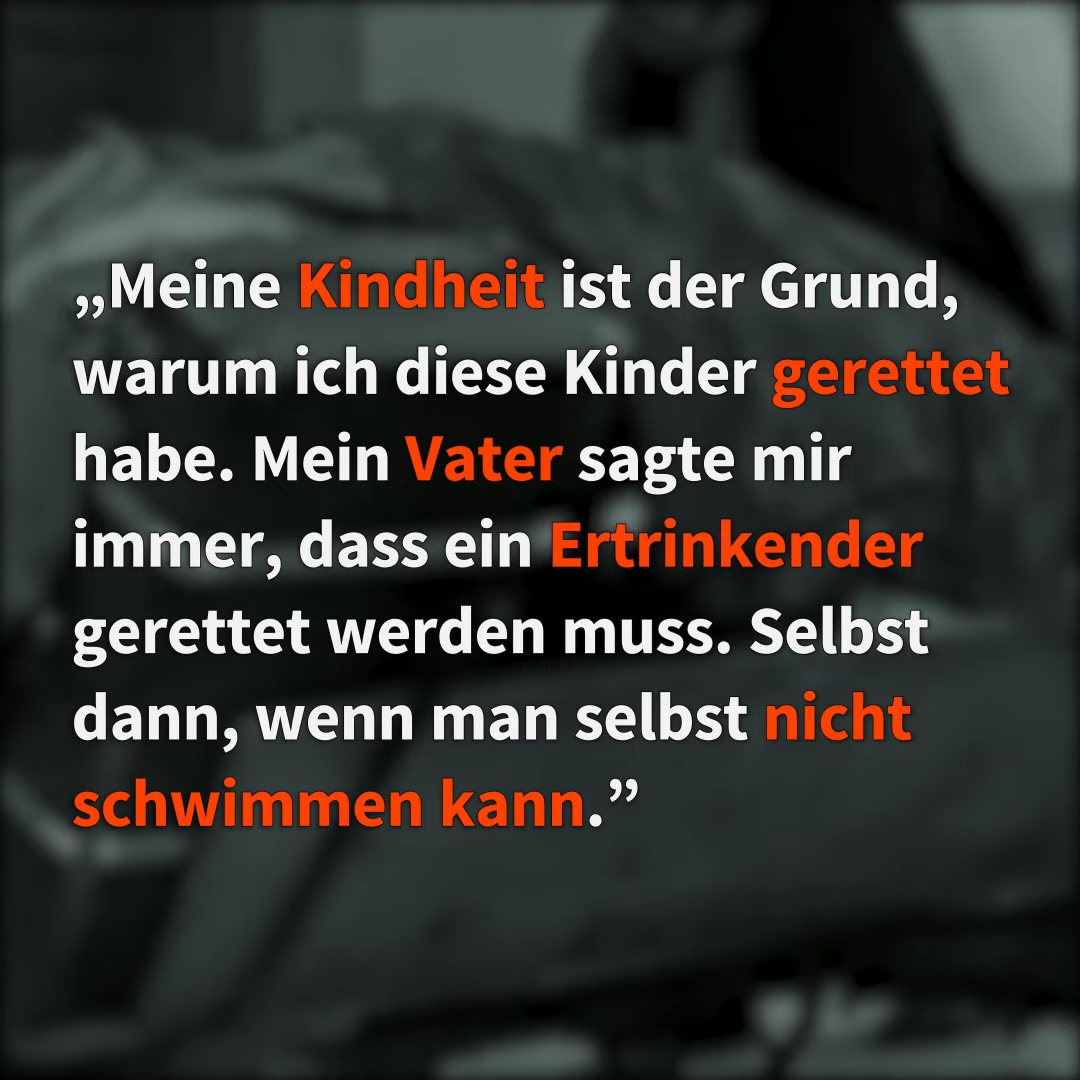 „Meine Kindheit ist der Grund,
warum ich diese Kinder gerettet
habe. Mein Vater sagte mir
immer, dass ein Ertrinkender
gerettet werden muss. Selbst
dann, wenn man selbst nicht
schwimmen kann.”